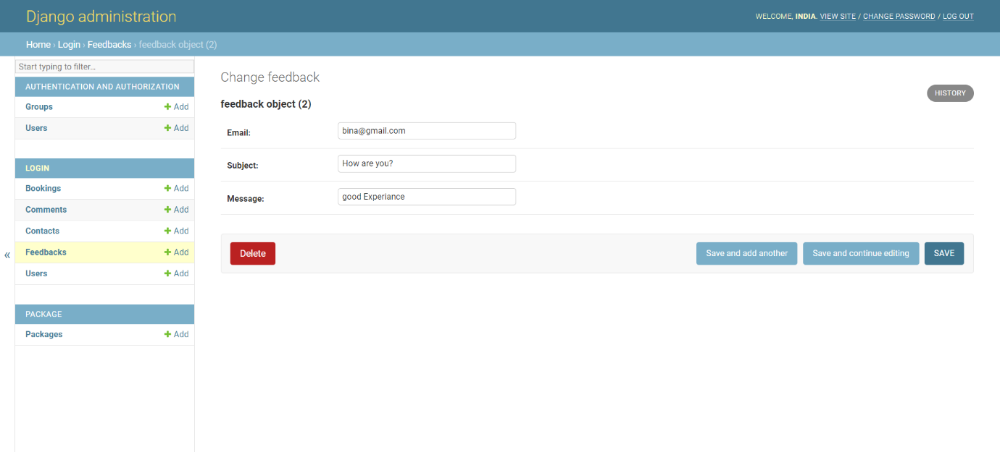 Django administration
WELCOME, INDIA. VIEW SITE / CHANGE PASSWORD / LOG OUT
Home › Login › Feedbacks › feedback object (2)
Start typing to filter...
AUTHENTICATION AND AUTHORIZATION
Groups + Add
Users + Add
LOGIN
Bookings + Add
Comments + Add
Contacts + Add
Feedbacks + Add
Users + Add
PACKAGE
Packages + Add
«
Change feedback
HISTORY
feedback object (2)
Email: bina@gmail.com
Subject: How are you?
Message: good Experiance
Delete Save and add another Save and continue editing SAVE